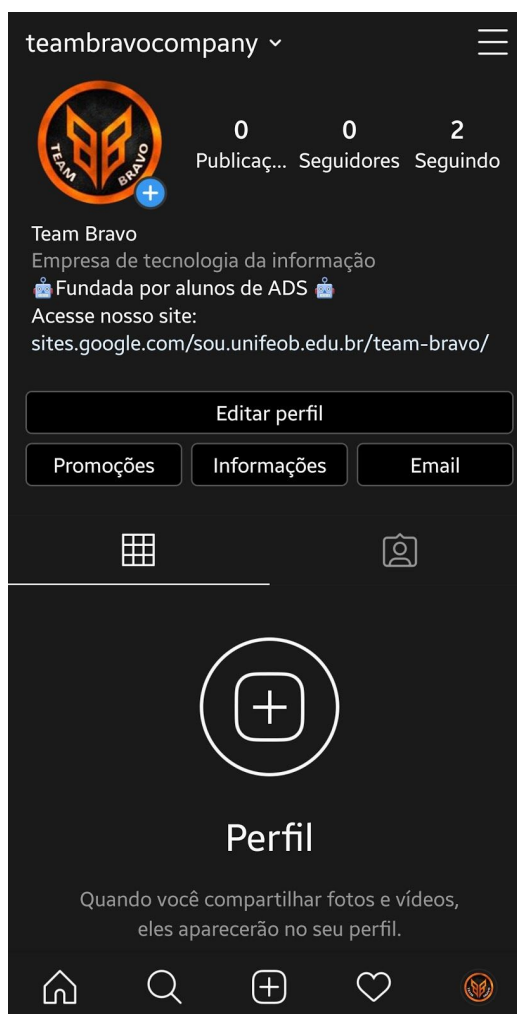 teambravocompany
TEAM BRAVO
0 0 2
Publicaç... Seguidores Seguindo
Team Bravo
Empresa de tecnologia da informação
🤖Fundada por alunos de ADS 🤖
Acesse nosso site:
sites.google.com/sou.unifeob.edu.br/team-bravo/
Editar perfil
Promoções Informações Email
Perfil
Quando você compartilhar fotos e vídeos,
eles aparecerão no seu perfil.